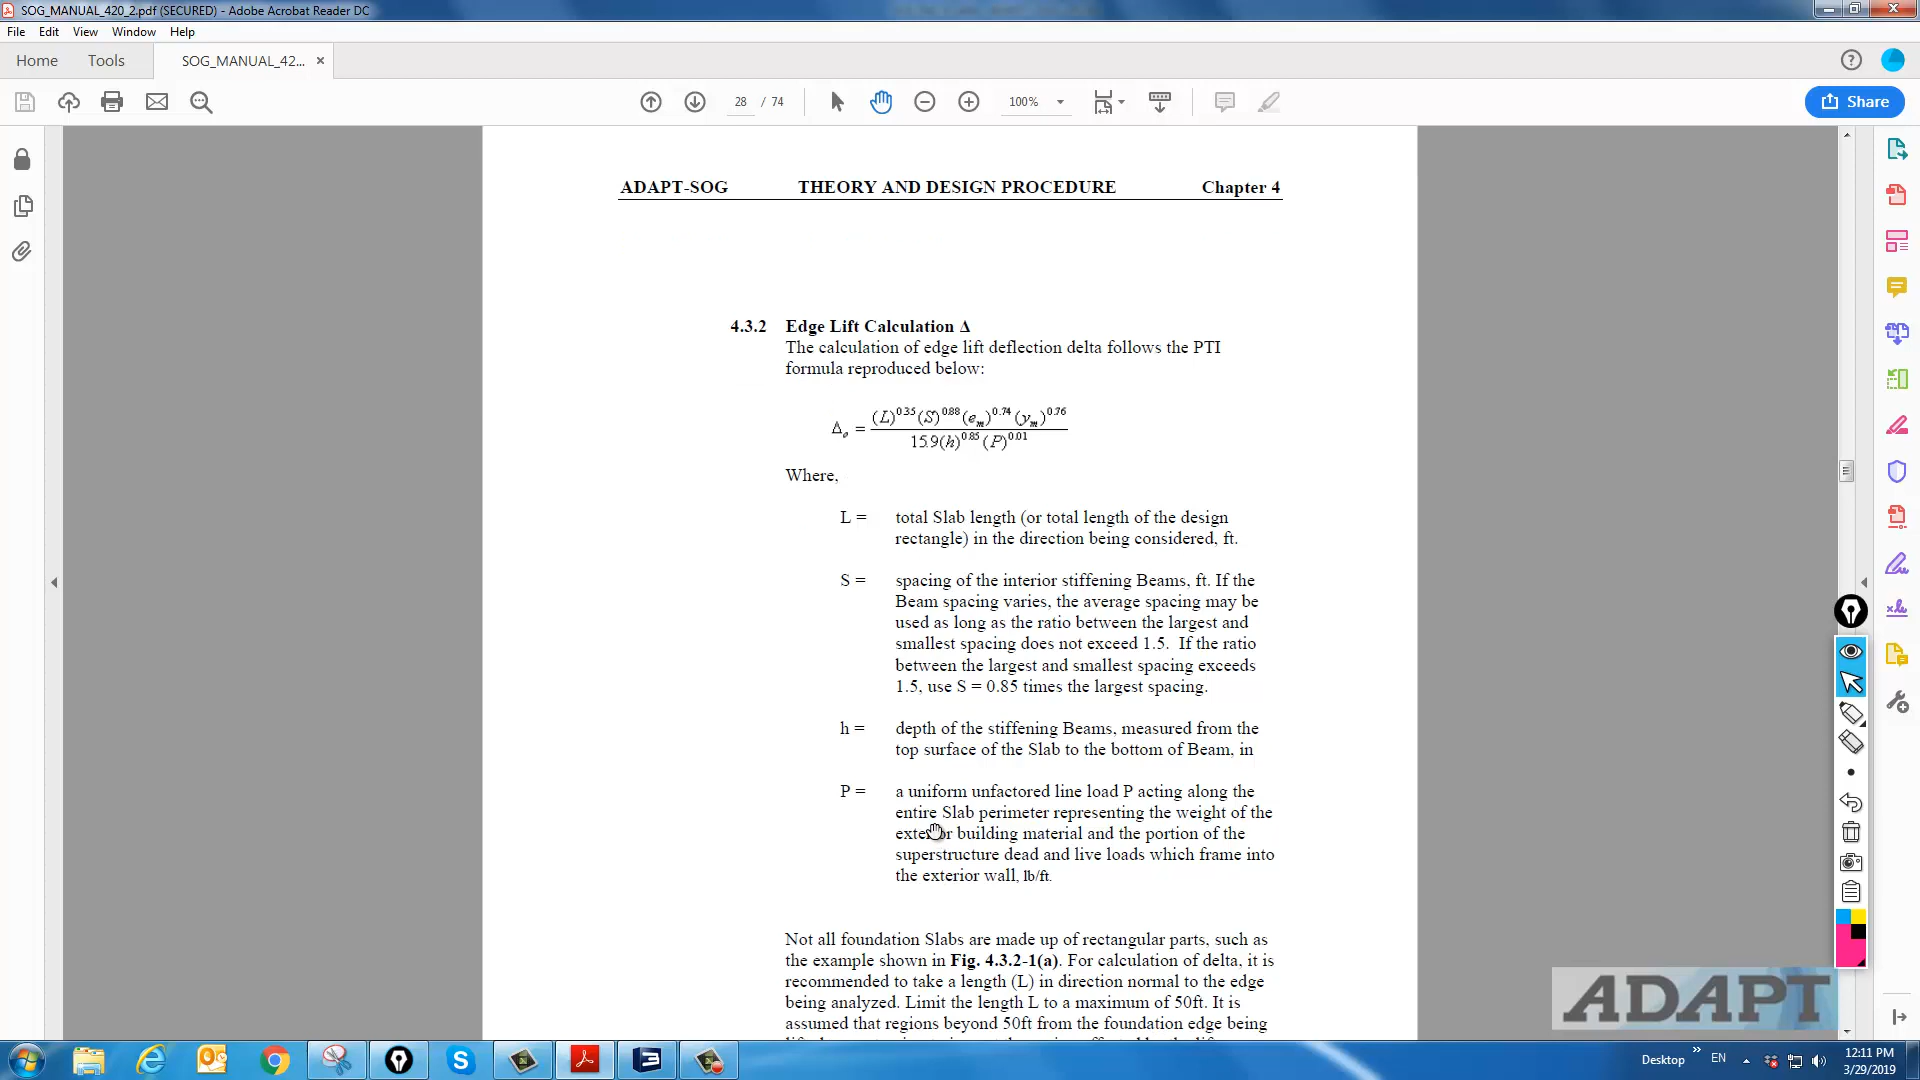 SOG_MANUAL_420_2.pdf (SECURED) - Adobe Acrobat Reader DC
File Edit View Window Help
Home Tools SOG_MANUAL_42... ×
28 / 74 100% Share
ADAPT-SOG THEORY AND DESIGN PROCEDURE Chapter 4
4.3.2 Edge Lift Calculation Δ
The calculation of edge lift deflection delta follows the PTI
formula reproduced below:
Δₑ = (L)^0.35 (S)^0.88 (eₘ)^0.74 (yₘ)^0.76
15.9(h)^0.85 (P)^0.01
Where,
L = total Slab length (or total length of the design
rectangle) in the direction being considered, ft.
S = spacing of the interior stiffening Beams, ft. If the
Beam spacing varies, the average spacing may be
used as long as the ratio between the largest and
smallest spacing does not exceed 1.5. If the ratio
between the largest and smallest spacing exceeds
1.5, use S = 0.85 times the largest spacing.
h = depth of the stiffening Beams, measured from the
top surface of the Slab to the bottom of Beam, in
P = a uniform unfactored line load P acting along the
entire Slab perimeter representing the weight of the
exterior building material and the portion of the
superstructure dead and live loads which frame into
the exterior wall, lb/ft.
Not all foundation Slabs are made up of rectangular parts, such as
the example shown in Fig. 4.3.2-1(a). For calculation of delta, it is
recommended to take a length (L) in direction normal to the edge
being analyzed. Limit the length L to a maximum of 50ft. It is
assumed that regions beyond 50ft from the foundation edge being
ADAPT
Desktop » EN 12:11 PM
3/29/2019